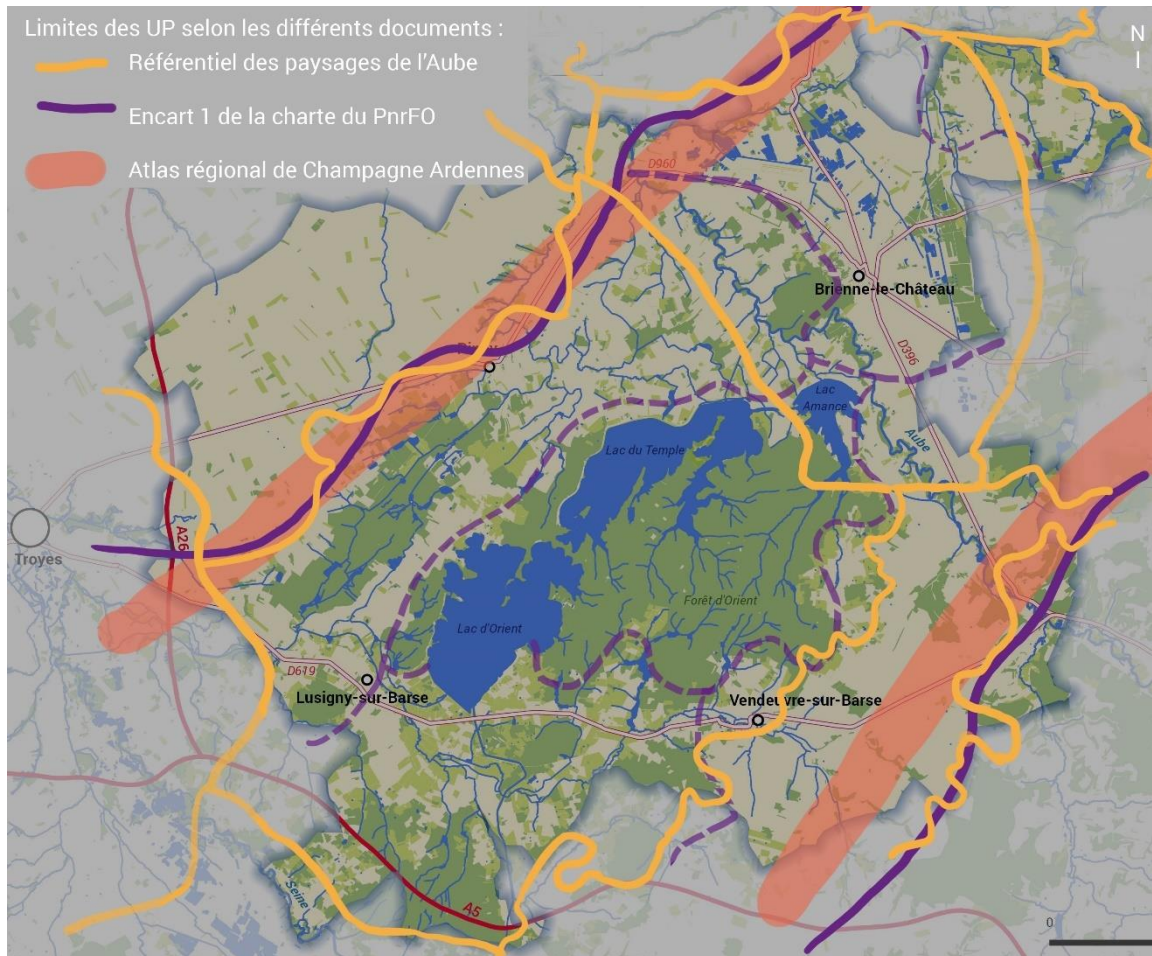 Limites des UP selon les différents documents :
Référentiel des paysages de l'Aube
Encart 1 de la charte du PnrFO
Atlas régional de Champagne Ardennes
N
D960
Brienne-le-Château
D396
Lac
Amance
Lac du Temple
Aube
A26
Troyes
Forêt d'Orient
Lac d'Orient
D619
Lusigny-sur-Barse
Vendeuvre-sur-Barse
Seine
A5
0